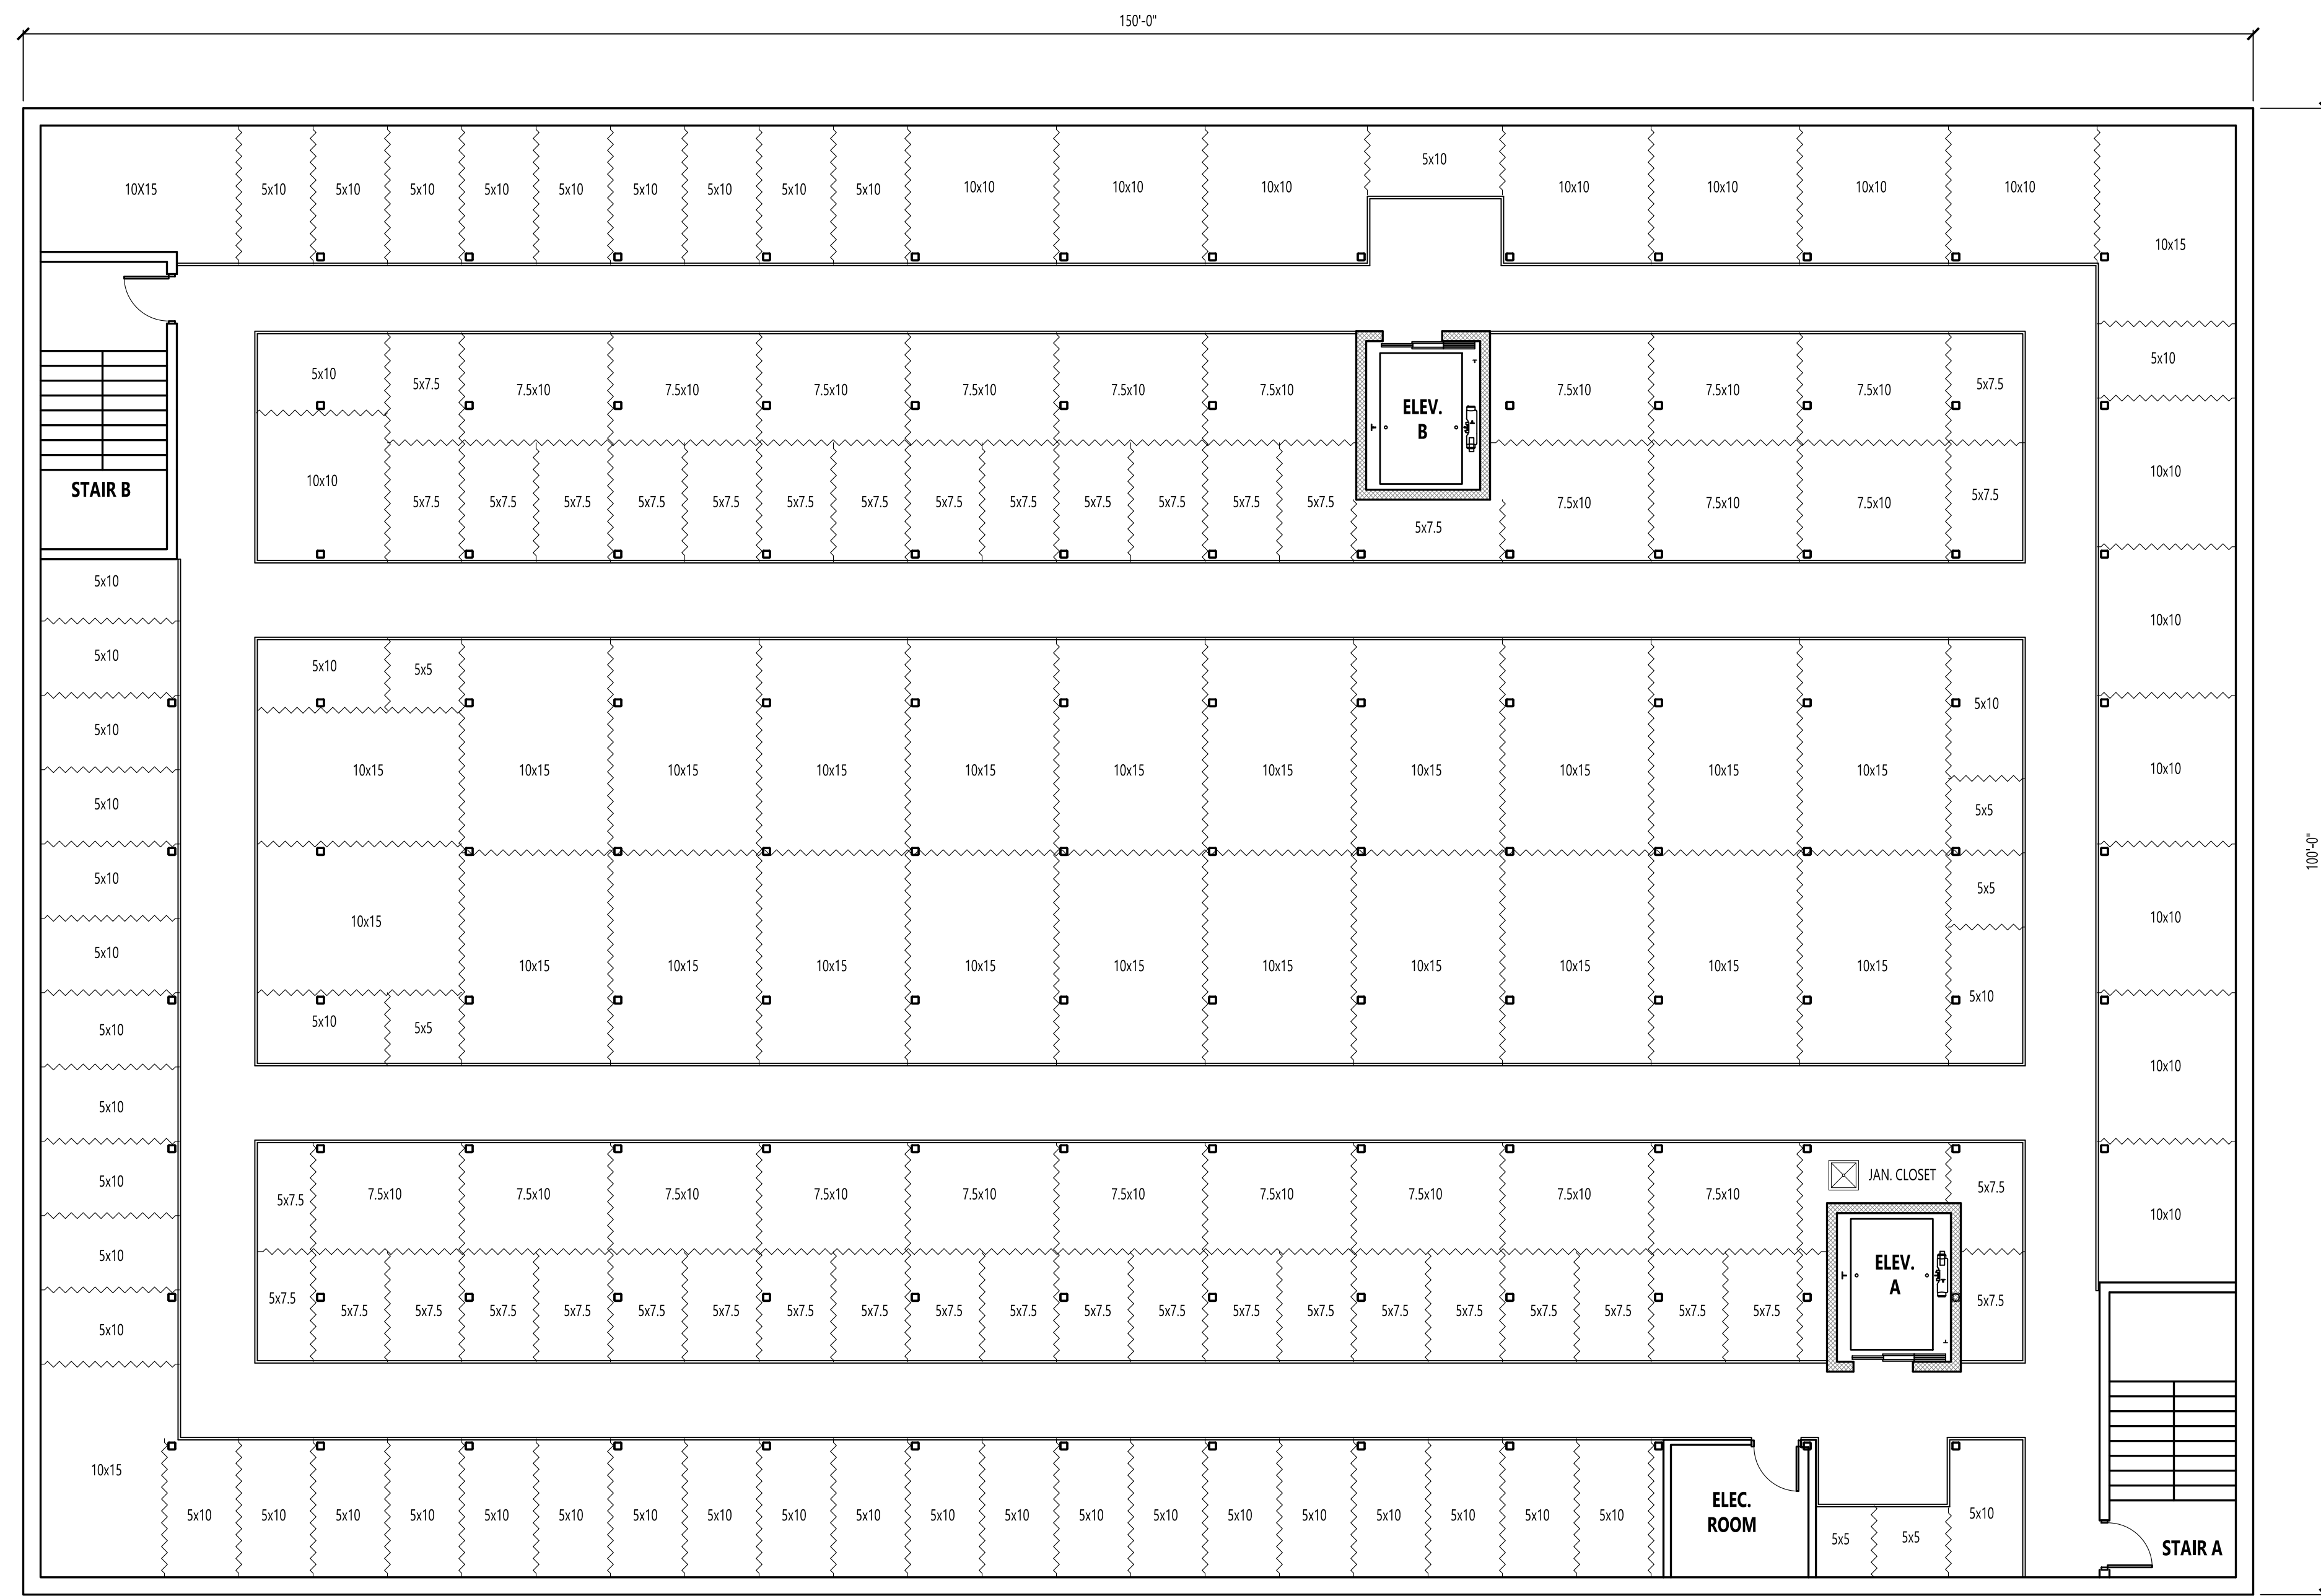 150'-0"
5x10
10X15 5x10 5x10 5x10 5x10 5x10 5x10 5x10 5x10 5x10 10x10 10x10 10x10 10x10 10x10 10x10 10x10
10x15
5x10
5x10 5x7.5 7.5x10 7.5x10 7.5x10 7.5x10 7.5x10 7.5x10 7.5x10 7.5x10 7.5x10 5x7.5
ELEV.
B
10x10
10x10
STAIR B
5x7.5 5x7.5 5x7.5 5x7.5 5x7.5 5x7.5 5x7.5 5x7.5 5x7.5 5x7.5 5x7.5 5x7.5 5x7.5 7.5x10 7.5x10 7.5x10 5x7.5
5x7.5
5x10
10x10
5x10
5x10 5x5
5x10
5x10
10x15 10x15 10x15 10x15 10x15 10x15 10x15 10x15 10x15 10x15 10x15
10x10
5x10
5x5
100'-0"
5x10
5x5
10x15
10x10
5x10
10x15 10x15 10x15 10x15 10x15 10x15 10x15 10x15 10x15 10x15
5x10
5x10
5x10 5x5
10x10
5x10
5x10
JAN. CLOSET
5x7.5 7.5x10 7.5x10 7.5x10 7.5x10 7.5x10 7.5x10 7.5x10 7.5x10 7.5x10 7.5x10 5x7.5
10x10
5x10
ELEV.
A
5x7.5
5x7.5 5x7.5 5x7.5 5x7.5 5x7.5 5x7.5 5x7.5 5x7.5 5x7.5 5x7.5 5x7.5 5x7.5 5x7.5 5x7.5 5x7.5 5x7.5 5x7.5 5x7.5 5x7.5 5x7.5 5x7.5
5x10
10x15
5x10 5x10 5x10 5x10 5x10 5x10 5x10 5x10 5x10 5x10 5x10 5x10 5x10 5x10 5x10 5x10 5x10 5x10 5x10 5x10
ELEC.
ROOM
5x10
5x5 5x5
STAIR A